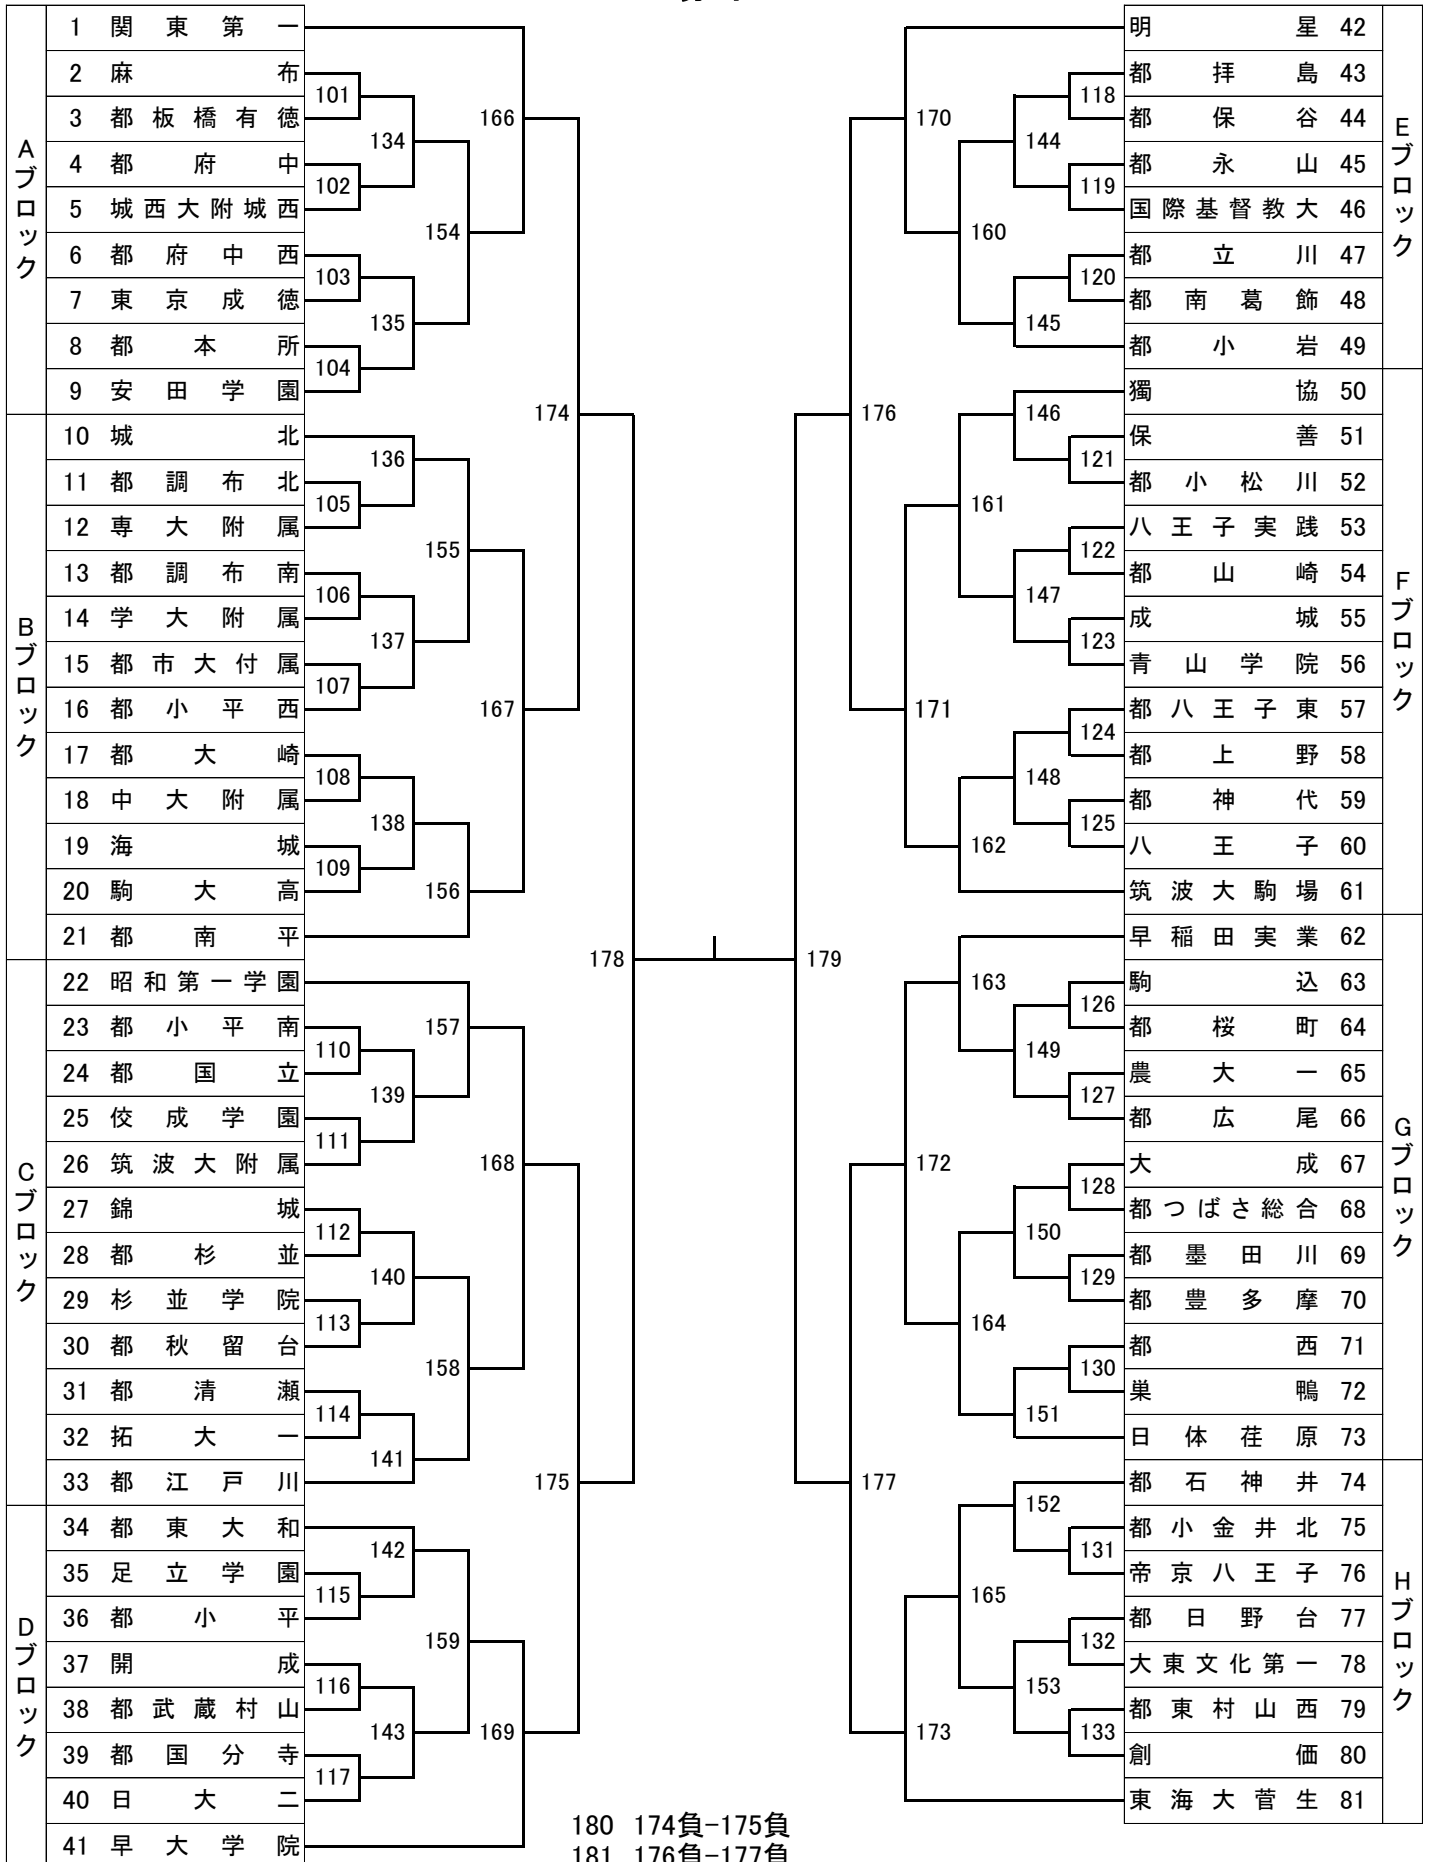 Aブロック
1 関東第一
2 麻布
3 都板橋有徳
4 都府中
5 城西大附城西
6 都府中西
7 東京成徳
8 都本所
9 安田学園
Bブロック
10 城北
11 都調布北
12 専大附属
13 都調布南
14 学大附属
15 都市大付属
16 都小平西
17 都大崎
18 中大附属
19 海城
20 駒大高
21 都南平
Cブロック
22 昭和第一学園
23 都小平南
24 都国立
25 佼成学園
26 筑波大附属
27 錦城
28 都杉並
29 杉並学院
30 都秋留台
31 都清瀬
32 拓大一
33 都江戸川
Dブロック
34 都東大和
35 足立学園
36 都小平
37 開成
38 都武蔵村山
39 都国分寺
40 日大二
41 早大学院
101
102
103
104
105
106
107
108
109
110
111
112
113
114
115
116
117
134
135
136
137
138
139
140
141
142
143
154
155
156
157
158
159
166
167
168
169
174
175
178
179
176
177
170
171
172
173
160
161
162
163
164
165
144
145
146
147
148
149
150
151
152
153
118
119
120
121
122
123
124
125
126
127
128
129
130
131
132
133
明星 42
都拝島 43
都保谷 44
都永山 45
国際基督教大 46
都立川 47
都南葛飾 48
都小岩 49
Eブロック
獨協 50
保善 51
都小松川 52
八王子実践 53
都山崎 54
成城 55
青山学院 56
都八王子東 57
都上野 58
都神代 59
八王子 60
筑波大駒場 61
Fブロック
早稲田実業 62
駒込 63
都桜町 64
農大一 65
都広尾 66
大成 67
都つばさ総合 68
都墨田川 69
都豊多摩 70
都西 71
巣鴨 72
日体荏原 73
Gブロック
都石神井 74
都小金井北 75
帝京八王子 76
都日野台 77
大東文化第一 78
都東村山西 79
創価 80
東海大菅生 81
Hブロック
180 174負-175負
181 176負-177負